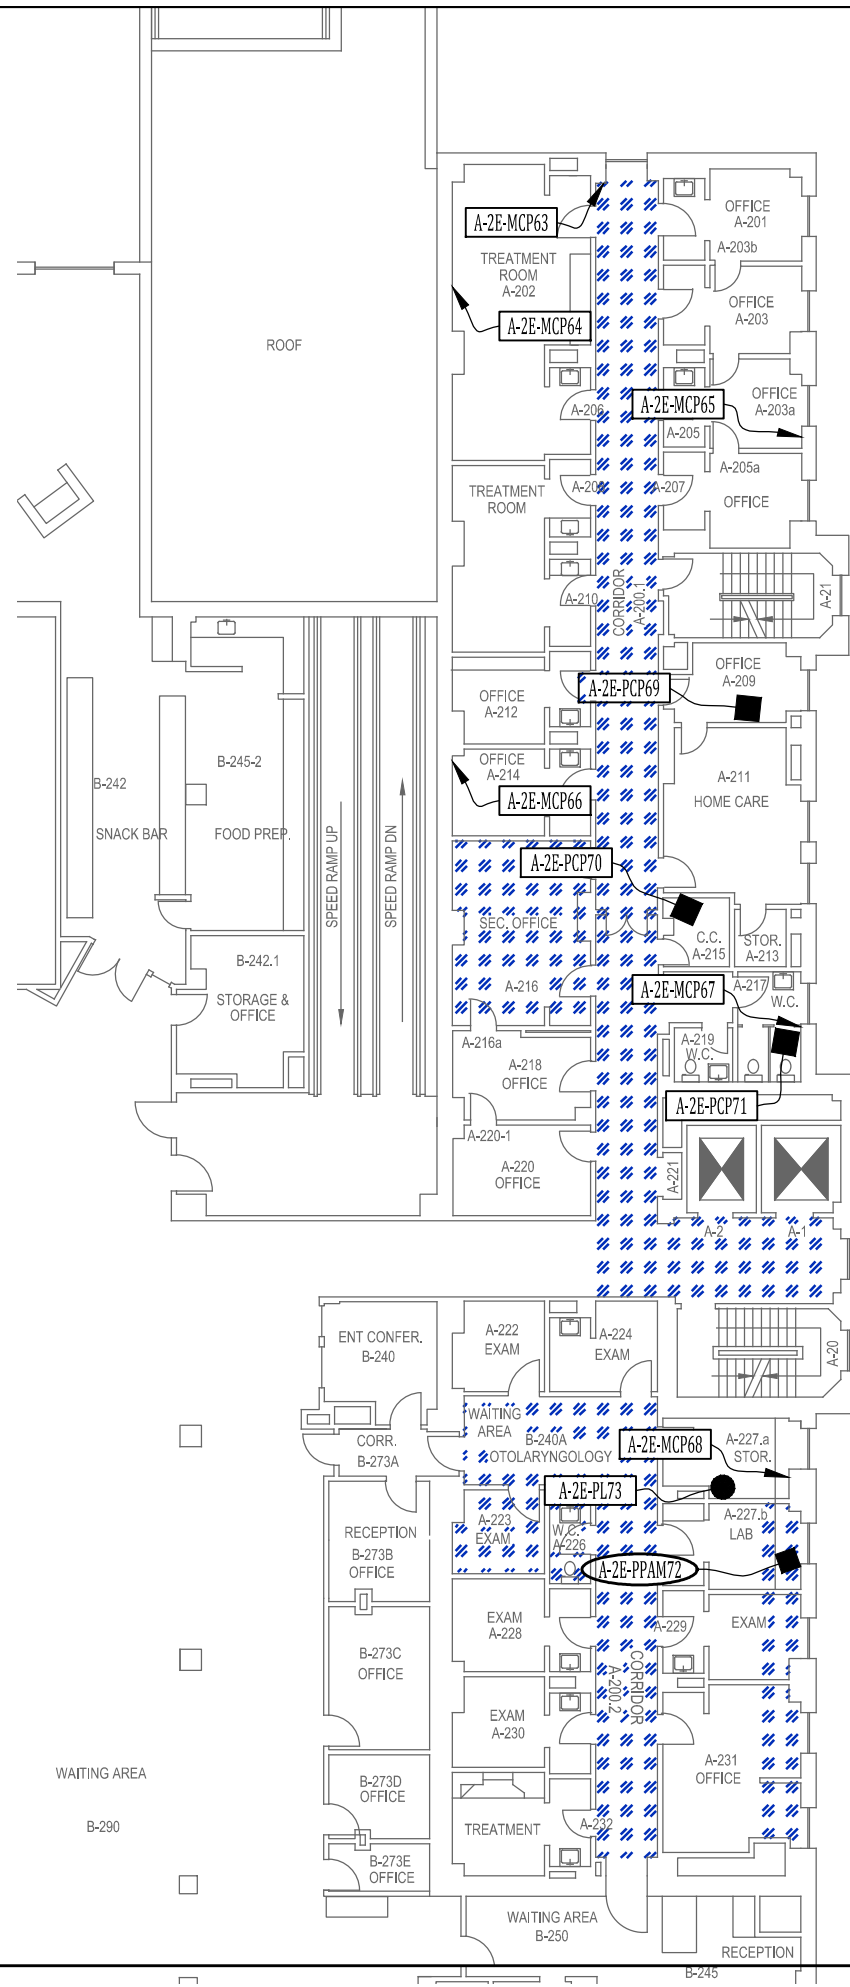 OFFICE
A-201
A-2E-MCP63
A-203b
TREATMENT
ROOM
A-202
OFFICE
A-203
A-2E-MCP64
ROOF
OFFICE
A-203a
A-2E-MCP65
A-206
A-205
A-205a
OFFICE
TREATMENT
ROOM
A-208
A-207
CORRIDOR
A-200.1
A-210
A-21
OFFICE
A-209
A-2E-PCP69
OFFICE
A-212
OFFICE
A-214
B-245-2
A-211
HOME CARE
B-242
A-2E-MCP66
SNACK BAR
FOOD PREP.
SPEED RAMP UP
SPEED RAMP DN
A-2E-PCP70
SEC. OFFICE
C.C.
A-215
STOR.
A-213
B-242.1
STORAGE &
OFFICE
A-216
A-2E-MCP67
A-217
W.C.
A-216a
A-219
W.C.
A-218
OFFICE
A-2E-PCP71
A-220-1
A-220
OFFICE
A-221
A-2
A-1
ENT CONFER.
B-240
A-222
EXAM
A-224
EXAM
A-20
WAITING
AREA
CORR.
B-273A
B-240A
OTOLARYNGOLOGY
A-2E-MCP68
A-227.a
STOR.
A-2E-PL73
RECEPTION
B-273B
OFFICE
A-223
EXAM
W.C.
A-226
A-227.b
LAB
A-2E-PPAM72
EXAM
A-228
A-229
EXAM
B-273C
OFFICE
CORRIDOR
A-200.2
EXAM
A-230
WAITING AREA
B-290
B-273D
OFFICE
A-231
OFFICE
TREATMENT
A-232
B-273E
OFFICE
WAITING AREA
B-250
RECEPTION
B-245